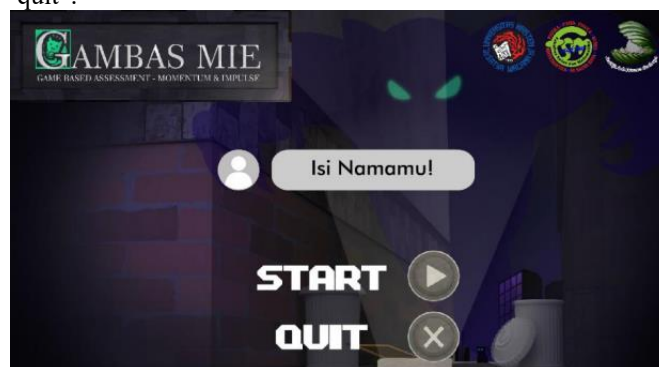 quit".
GAMBAS MIE
GAME BASED ASSESSMENT - MOMENTUM & IMPULSE
Isi Namamu!
START
QUIT